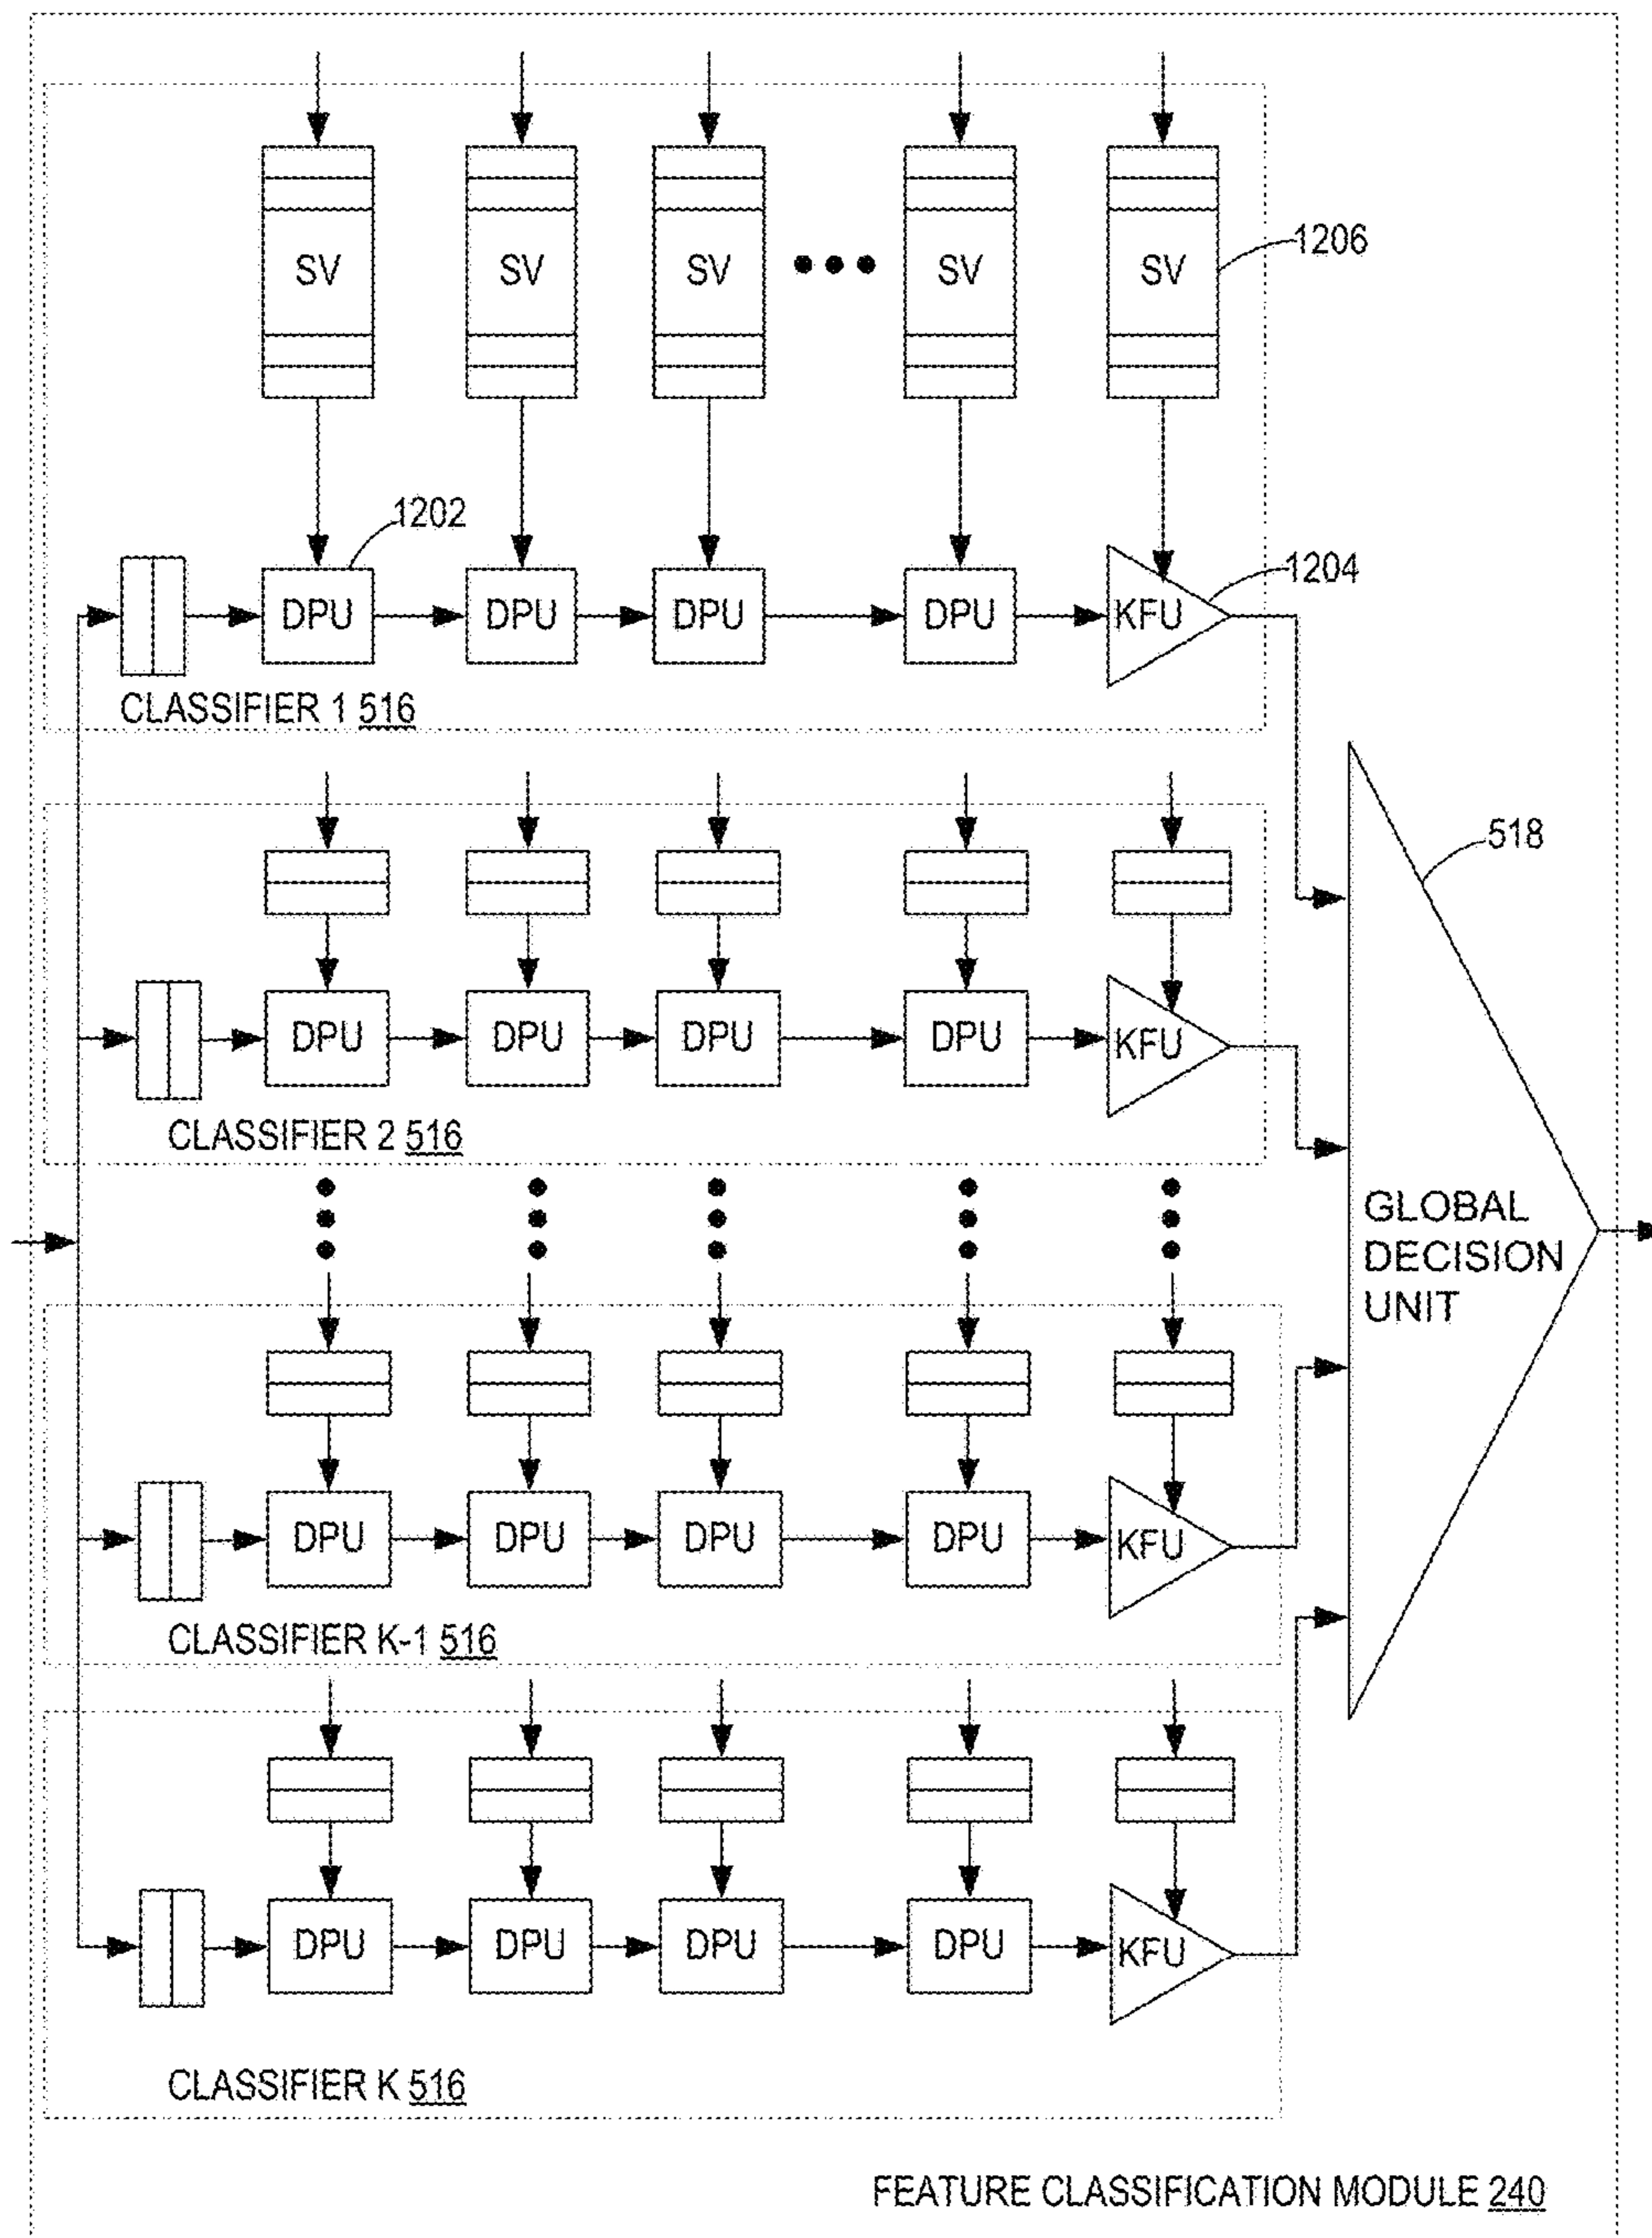 SV SV SV SV SV
1206
1202
1204
DPU DPU DPU DPU KFU
CLASSIFIER 1 516
518
DPU DPU DPU DPU KFU
CLASSIFIER 2 516
GLOBAL
DECISION
UNIT
DPU DPU DPU DPU KFU
CLASSIFIER K-1 516
DPU DPU DPU DPU KFU
CLASSIFIER K 516
FEATURE CLASSIFICATION MODULE 240